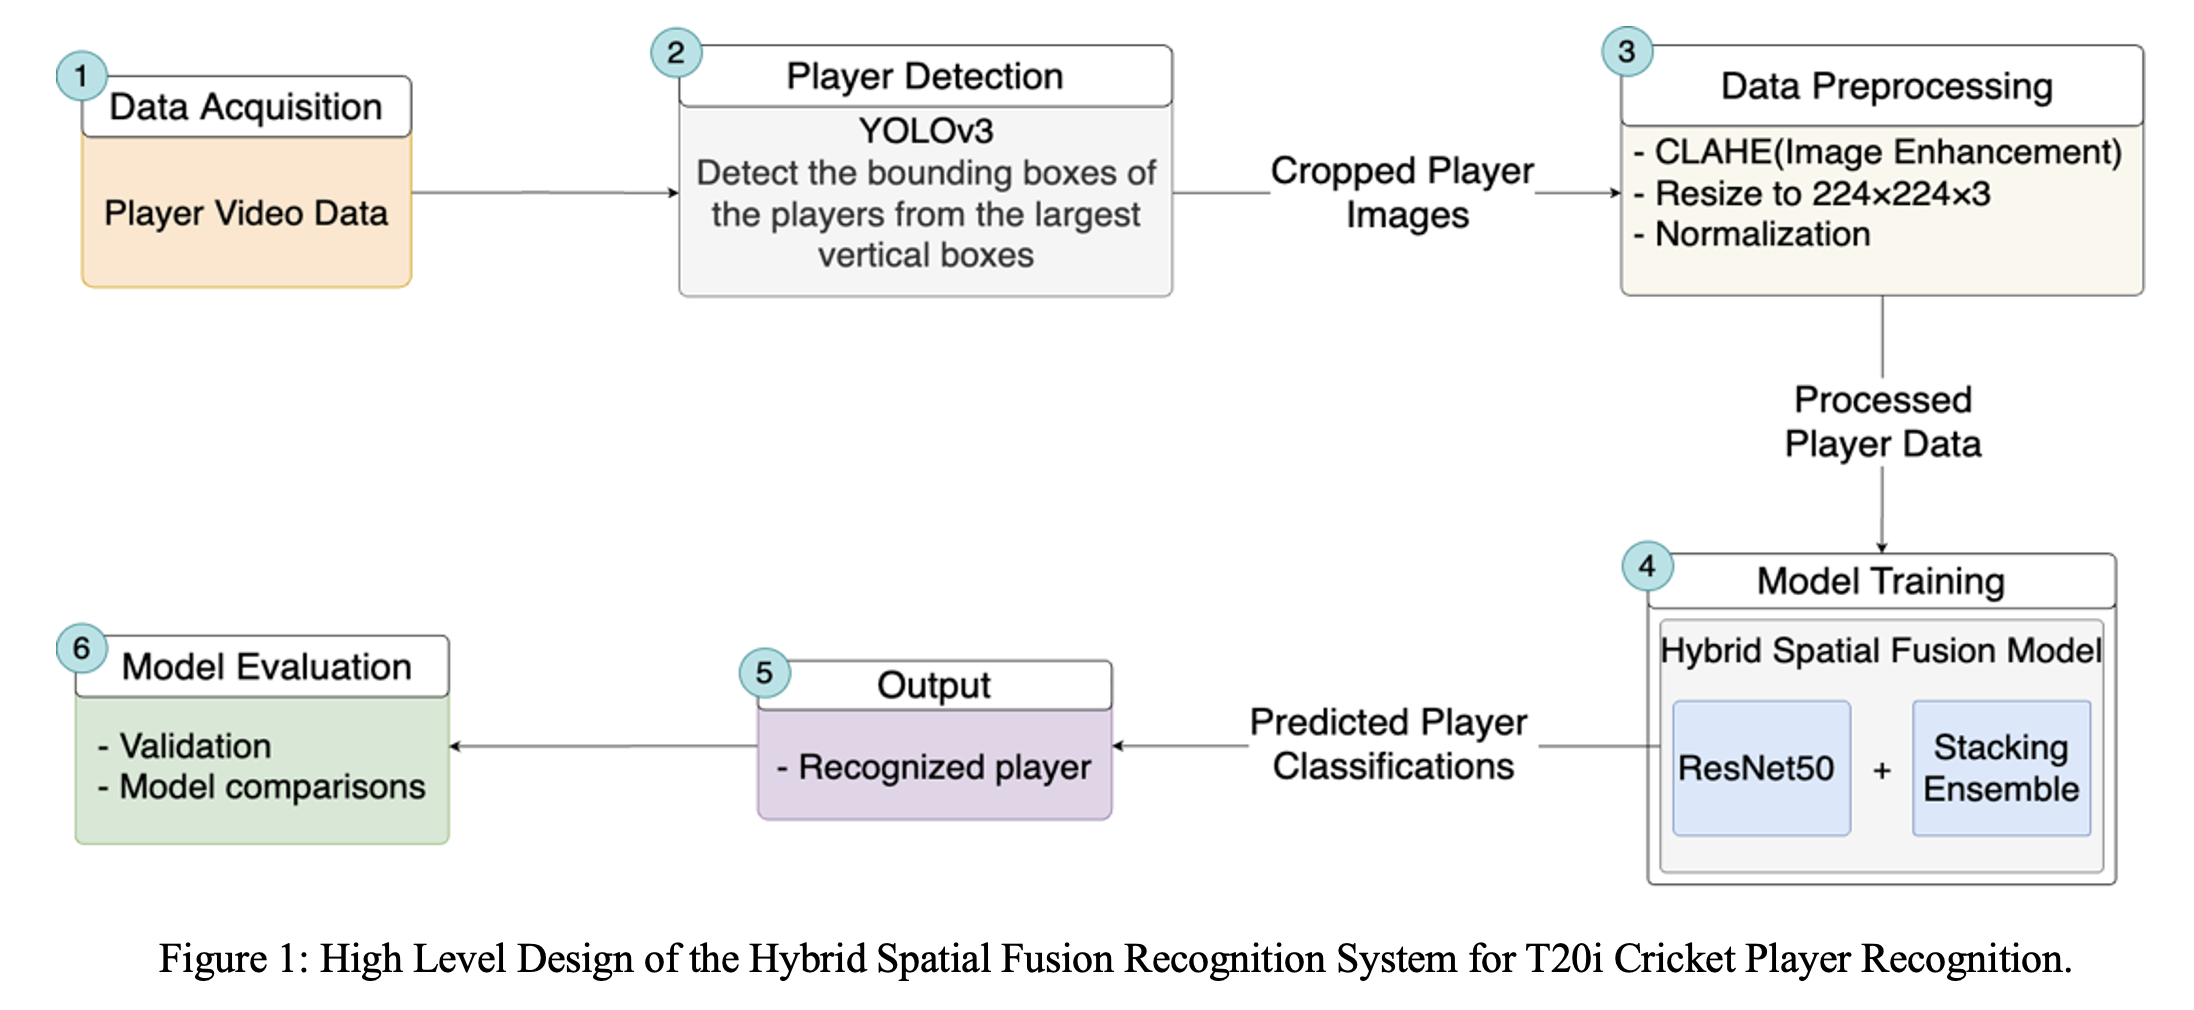 1
Data Acquisition
Player Video Data
2
Player Detection
YOLOv3
Detect the bounding boxes of
the players from the largest
vertical boxes
Cropped Player
Images
3
Data Preprocessing
- CLAHE(Image Enhancement)
- Resize to 224×224×3
- Normalization
Processed
Player Data
4
Model Training
Hybrid Spatial Fusion Model
ResNet50
+
Stacking
Ensemble
Predicted Player
Classifications
5
Output
- Recognized player
6
Model Evaluation
- Validation
- Model comparisons
Figure 1: High Level Design of the Hybrid Spatial Fusion Recognition System for T20i Cricket Player Recognition.